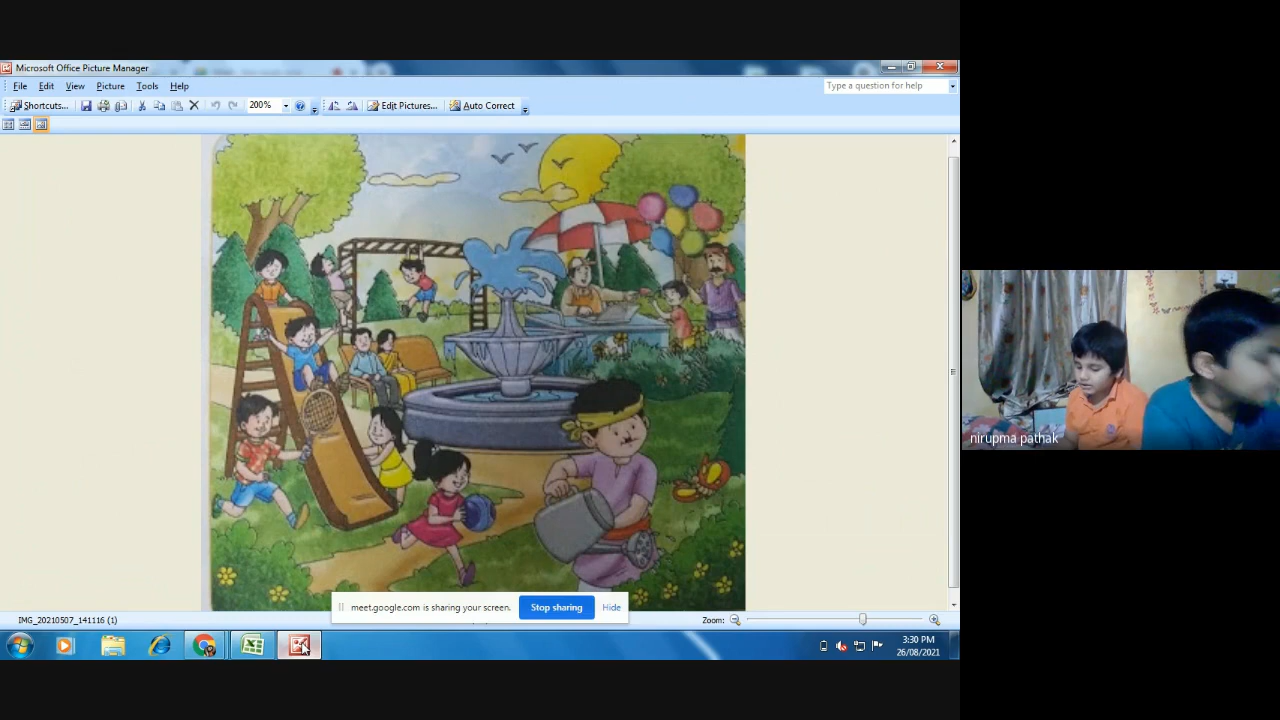 Microsoft Office Picture Manager
File Edit View Picture Tools Help
Type a question for help
Shortcuts... 200% Edit Pictures... Auto Correct
nirupma pathak
meet.google.com is sharing your screen. Stop sharing Hide
IMG_20210507_141116 (1) Zoom:
3:30 PM
26/08/2021